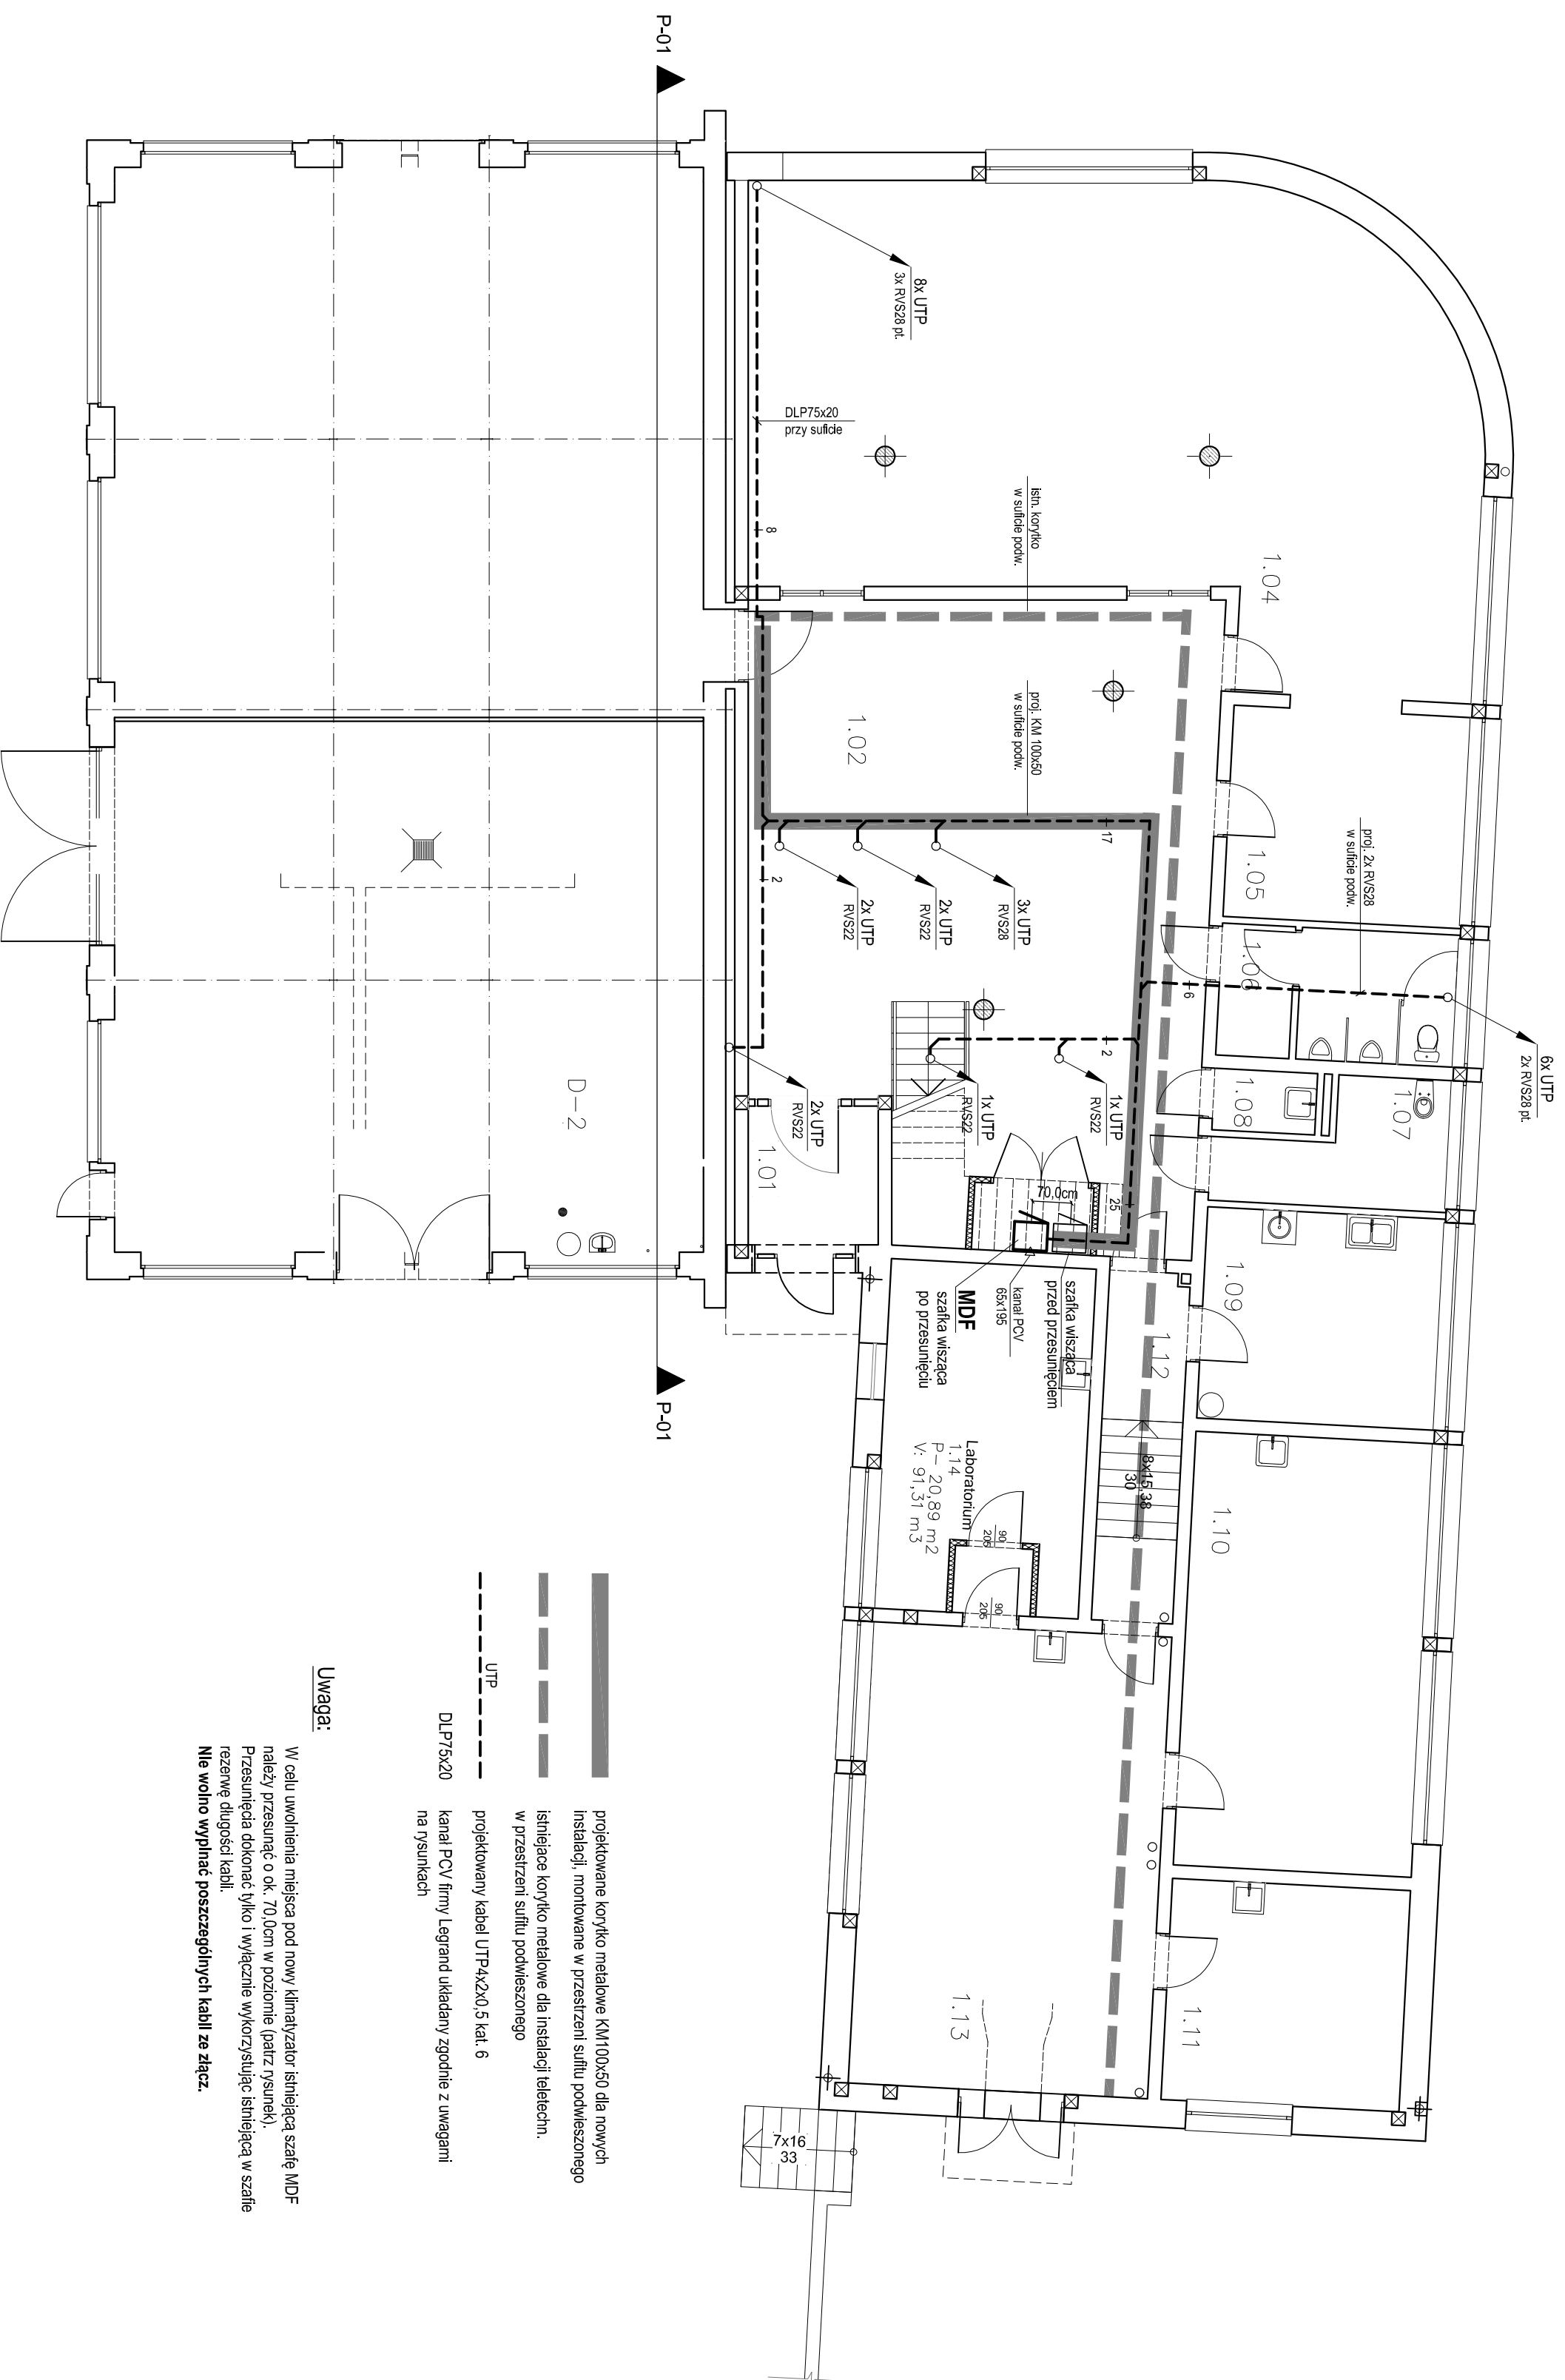 P-01
P-01
8x UTP
3x RVS28 pt.
DLP75x20
przy suficie
8
istn. korytko
w suficie podw.
1.04
proj. KM 100x50
w suficie podw.
1.02
17
2
proj. 2x RVS28
w suficie podw.
1.05
1.06
6
6x UTP
2x RVS28 pt.
3x UTP
RVS28
2x UTP
RVS22
2x UTP
RVS22
2
1x UTP
RVS22
1x UTP
RVS22
2x UTP
RVS22
1.01
D-2
1.07
1.08
25
70,0cm
szafka wisząca
przed przesunięciem
kanał PCV
65x195
MDF
szafka wisząca
po przesunięciu
1.09
1.12
8x15,38
30
1.10
Laboratorium
1.14
P- 20,89 m2
V: 91,31 m3
90
205
90
205
1.13
1.11
7x16
33
projektowane korytko metalowe KM100x50 dla nowych
instalacji, montowane w przestrzeni sufitu podwieszonego
istniejace korytko metalowe dla instalacji teletechn.
w przestrzeni sufitu podwieszonego
UTP
projektowany kabel UTP4x2x0,5 kat. 6
DLP75x20
kanał PCV firmy Legrand układany zgodnie z uwagami
na rysunkach
Uwaga:
W celu uwolnienia miejsca pod nowy klimatyzator istniejącą szafę MDF
należy przesunąć o ok. 70,0cm w poziomie (patrz rysunek).
Przesunięcia dokonać tylko i wyłącznie wykorzystując istniejącą w szafie
rezerwę długości kabli.
Nie wolno wypinać poszczególnych kabli ze złącz.